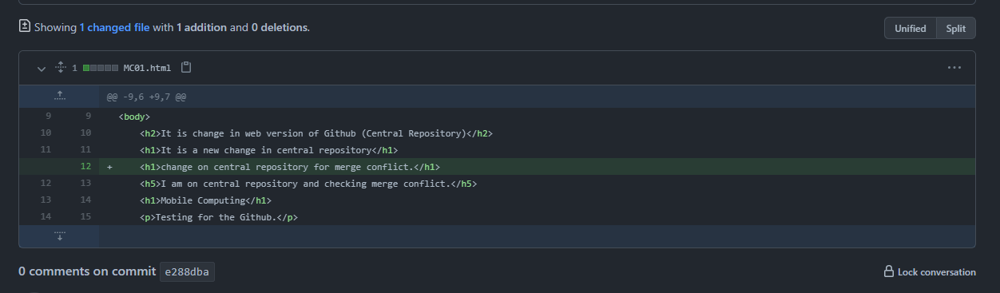 Showing 1 changed file with 1 addition and 0 deletions.
Unified Split
1 MC01.html ...
@@ -9,6 +9,7 @@
9 9 <body>
10 10 <h2>It is change in web version of Github (Central Repository)</h2>
11 11 <h1>It is a new change in central repository</h1>
12 + <h1>change on central repository for merge conflict.</h1>
12 13 <h5>I am on central repository and checking merge conflict.</h5>
13 14 <h1>Mobile Computing</h1>
14 15 <p>Testing for the Github.</p>
0 comments on commit e288dba
Lock conversation